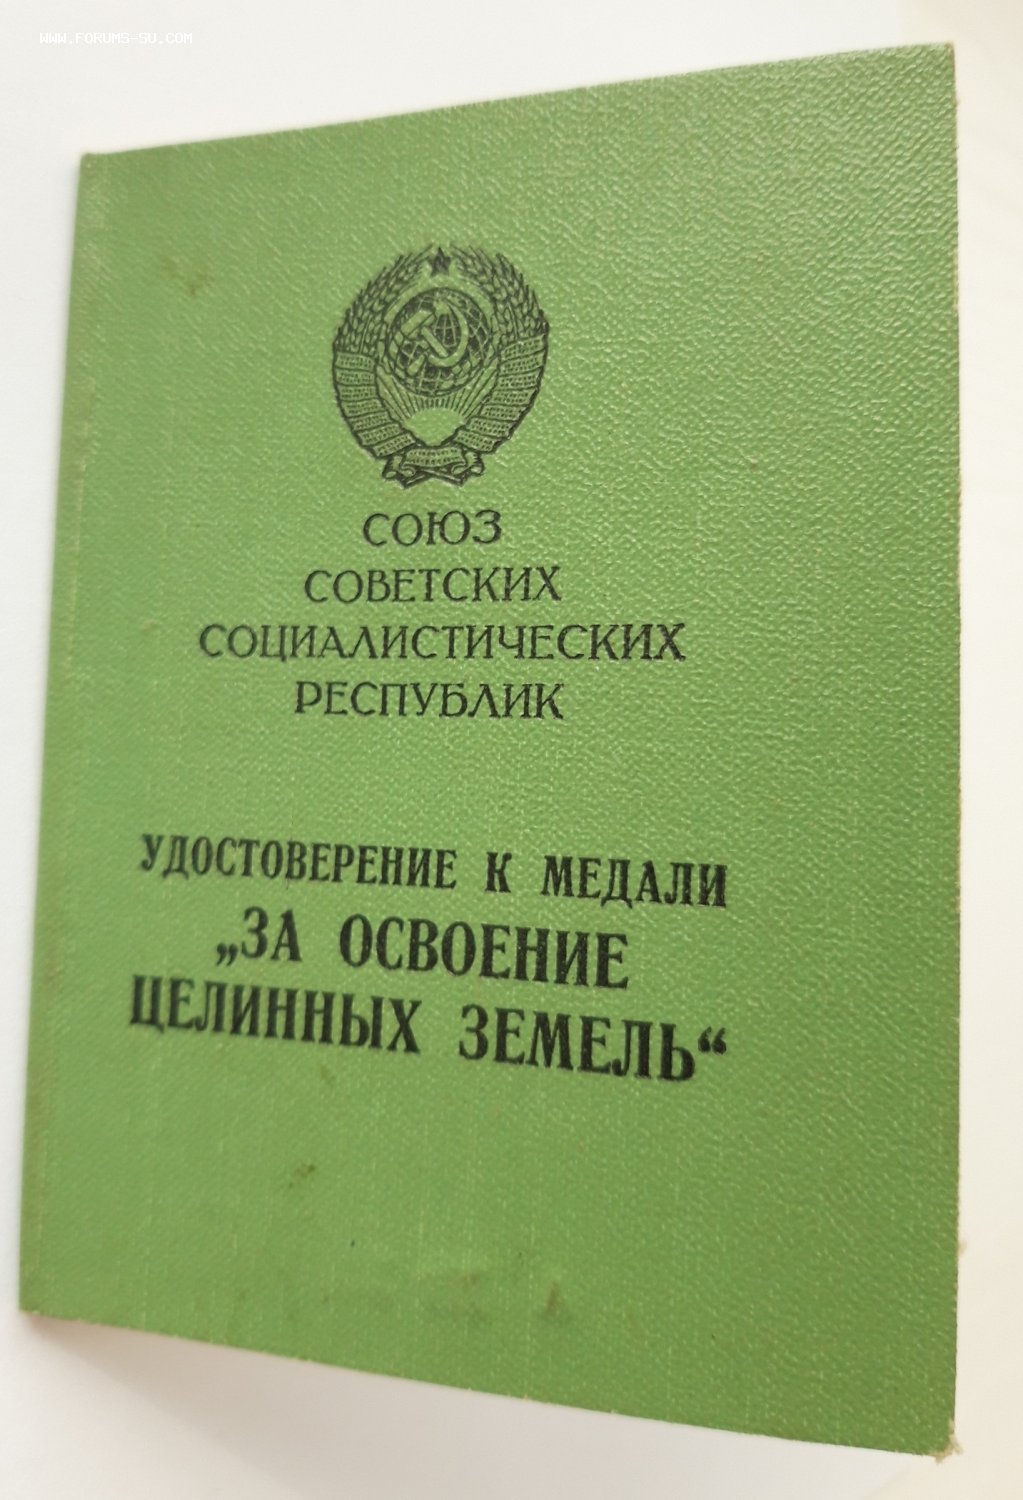 WWW.FORUMS-SU.COM
СОЮЗ
СОВЕТСКИХ
СОЦИАЛИСТИЧЕСКИХ
РЕСПУБЛИК
УДОСТОВЕРЕНИЕ К МЕДАЛИ
„ЗА ОСВОЕНИЕ
ЦЕЛИННЫХ ЗЕМЕЛЬ“